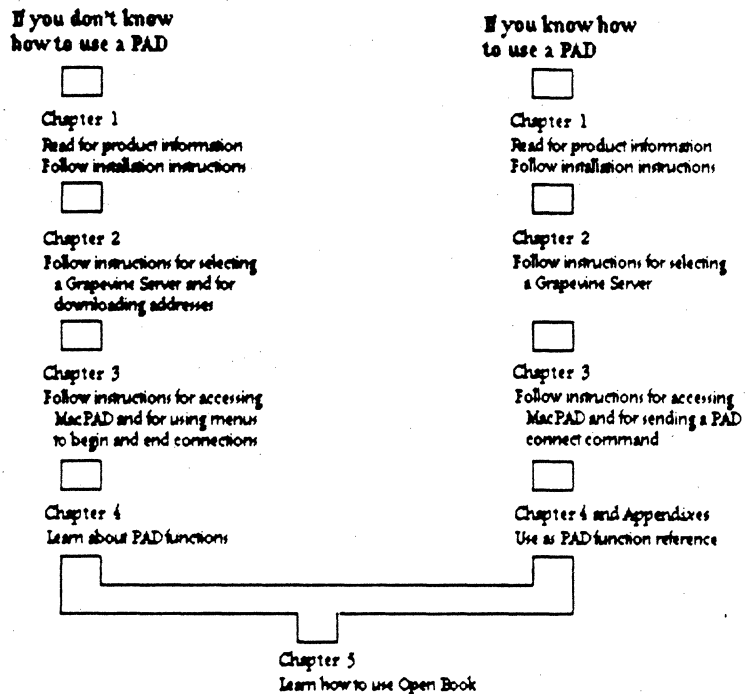 If you don't know
how to use a PAD
Chapter 1
Read for product information
Follow installation instructions
Chapter 2
Follow instructions for selecting
a Grapevine Server and for
downloading addresses
Chapter 3
Follow instructions for accessing
MacPAD and for using menus
to begin and end connections
Chapter 4
Learn about PAD functions
If you know how
to use a PAD
Chapter 1
Read for product information
Follow installation instructions
Chapter 2
Follow instructions for selecting
a Grapevine Server
Chapter 3
Follow instructions for accessing
MacPAD and for sending a PAD
connect command
Chapter 4 and Appendixes
Use as PAD function reference
Chapter 5
Learn how to use Open Book